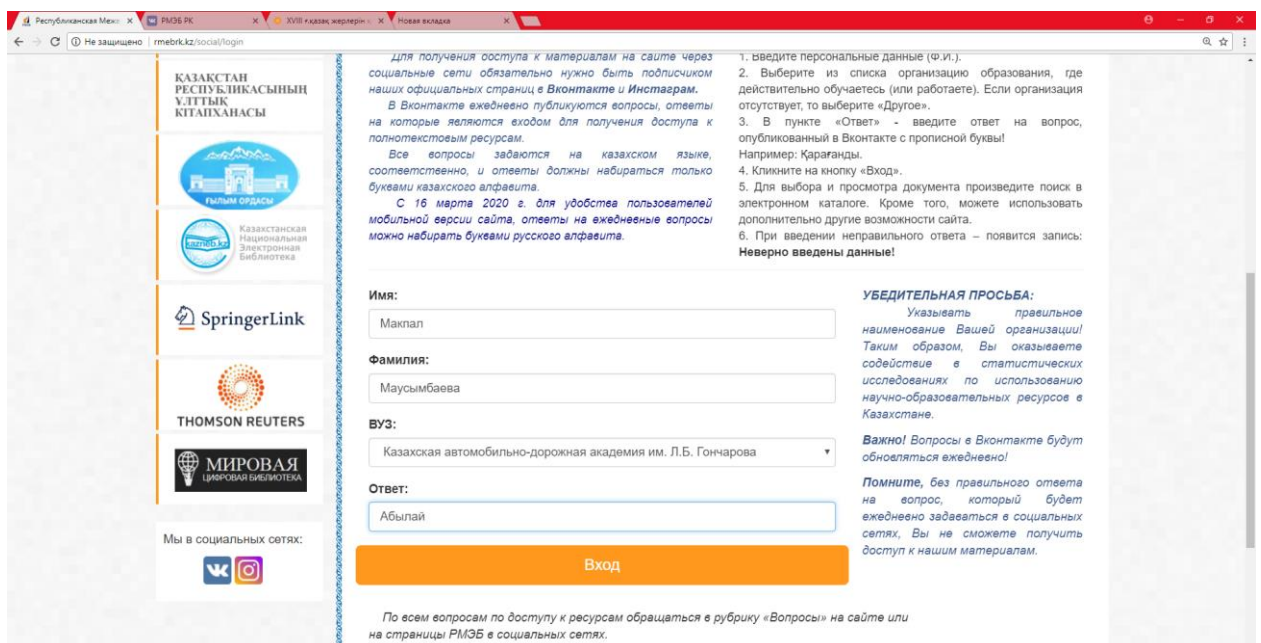 Республиканская Меж
РМЭБ РК
XVIII ғ.қазақ жерлерін
Новая вкладка
Не защищено | rmebrk.kz/social/login
ҚАЗАҚСТАН
РЕСПУБЛИКАСЫНЫҢ
ҰЛТТЫҚ
КІТАПХАНАСЫ
ҒЫЛЫМ ОРДАСЫ
kazneb.kz
Казахстанская
Национальная
Электронная
Библиотека
SpringerLink
THOMSON REUTERS
МИРОВАЯ
ЦИФРОВАЯ БИБЛИОТЕКА
Мы в социальных сетях:
Для получения доступа к материалам на сайте через
социальные сети обязательно нужно быть подписчиком
наших официальных страниц в Вконтакте и Инстаграм.
В Вконтакте ежедневно публикуются вопросы, ответы
на которые являются входом для получения доступа к
полнотекстовым ресурсам.
Все вопросы задаются на казахском языке,
соответственно, и ответы должны набираться только
буквами казахского алфавита.
С 16 марта 2020 г. для удобства пользователей
мобильной версии сайта, ответы на ежедневные вопросы
можно набирать буквами русского алфавита.
1. Введите персональные данные (Ф.И.).
2. Выберите из списка организацию образования, где
действительно обучаетесь (или работаете). Если организация
отсутствует, то выберите «Другое».
3. В пункте «Ответ» - введите ответ на вопрос,
опубликованный в Вконтакте с прописной буквы!
Например: Қарағанды.
4. Кликните на кнопку «Вход».
5. Для выбора и просмотра документа произведите поиск в
электронном каталоге. Кроме того, можете использовать
дополнительно другие возможности сайта.
6. При введении неправильного ответа – появится запись:
Неверно введены данные!
Имя:
Макпал
Фамилия:
Маусымбаева
ВУЗ:
Казахская автомобильно-дорожная академия им. Л.Б. Гончарова
Ответ:
Абылай
Вход
УБЕДИТЕЛЬНАЯ ПРОСЬБА:
Указывать правильное
наименование Вашей организации!
Таким образом, Вы оказываете
содействие в статистических
исследованиях по использованию
научно-образовательных ресурсов в
Казахстане.
Важно! Вопросы в Вконтакте будут
обновляться ежедневно!
Помните, без правильного ответа
на вопрос, который будет
ежедневно задаваться в социальных
сетях, Вы не сможете получить
доступ к нашим материалам.
По всем вопросам по доступу к ресурсам обращаться в рубрику «Вопросы» на сайте или
на страницы РМЭБ в социальных сетях.